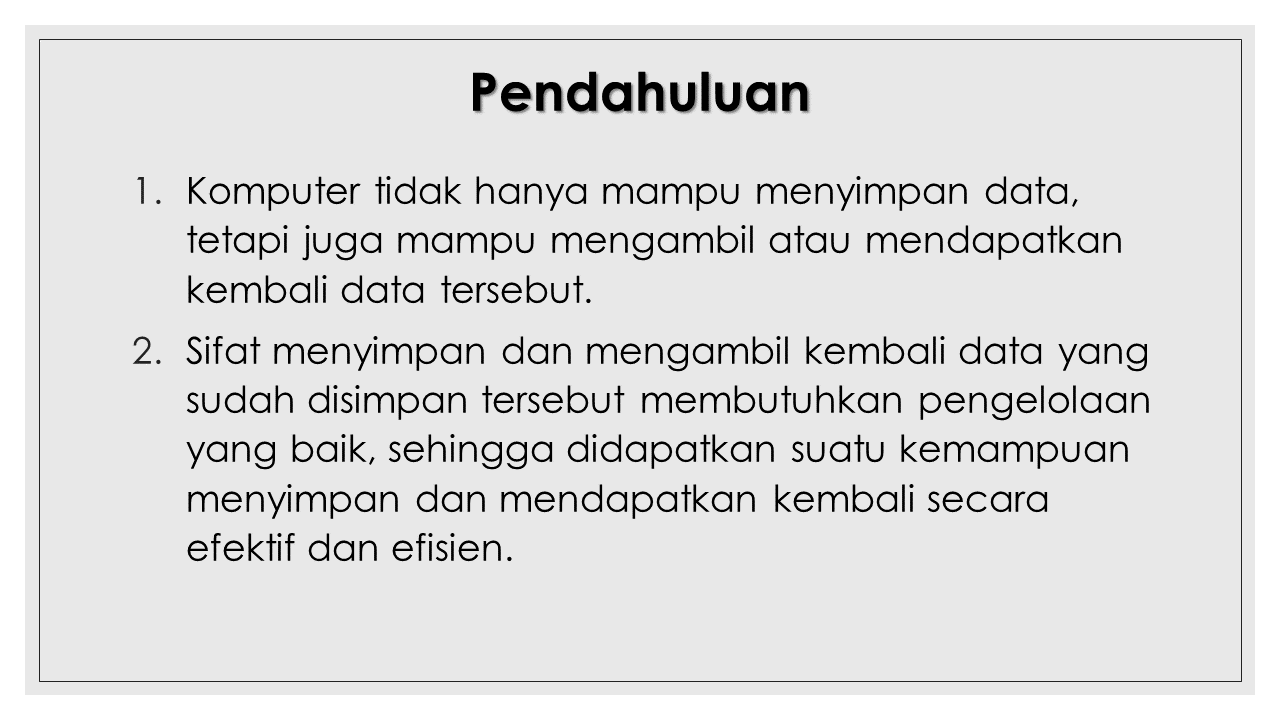 Pendahuluan
1. Komputer tidak hanya mampu menyimpan data,
tetapi juga mampu mengambil atau mendapatkan
kembali data tersebut.
2. Sifat menyimpan dan mengambil kembali data yang
sudah disimpan tersebut membutuhkan pengelolaan
yang baik, sehingga didapatkan suatu kemampuan
menyimpan dan mendapatkan kembali secara
efektif dan efisien.